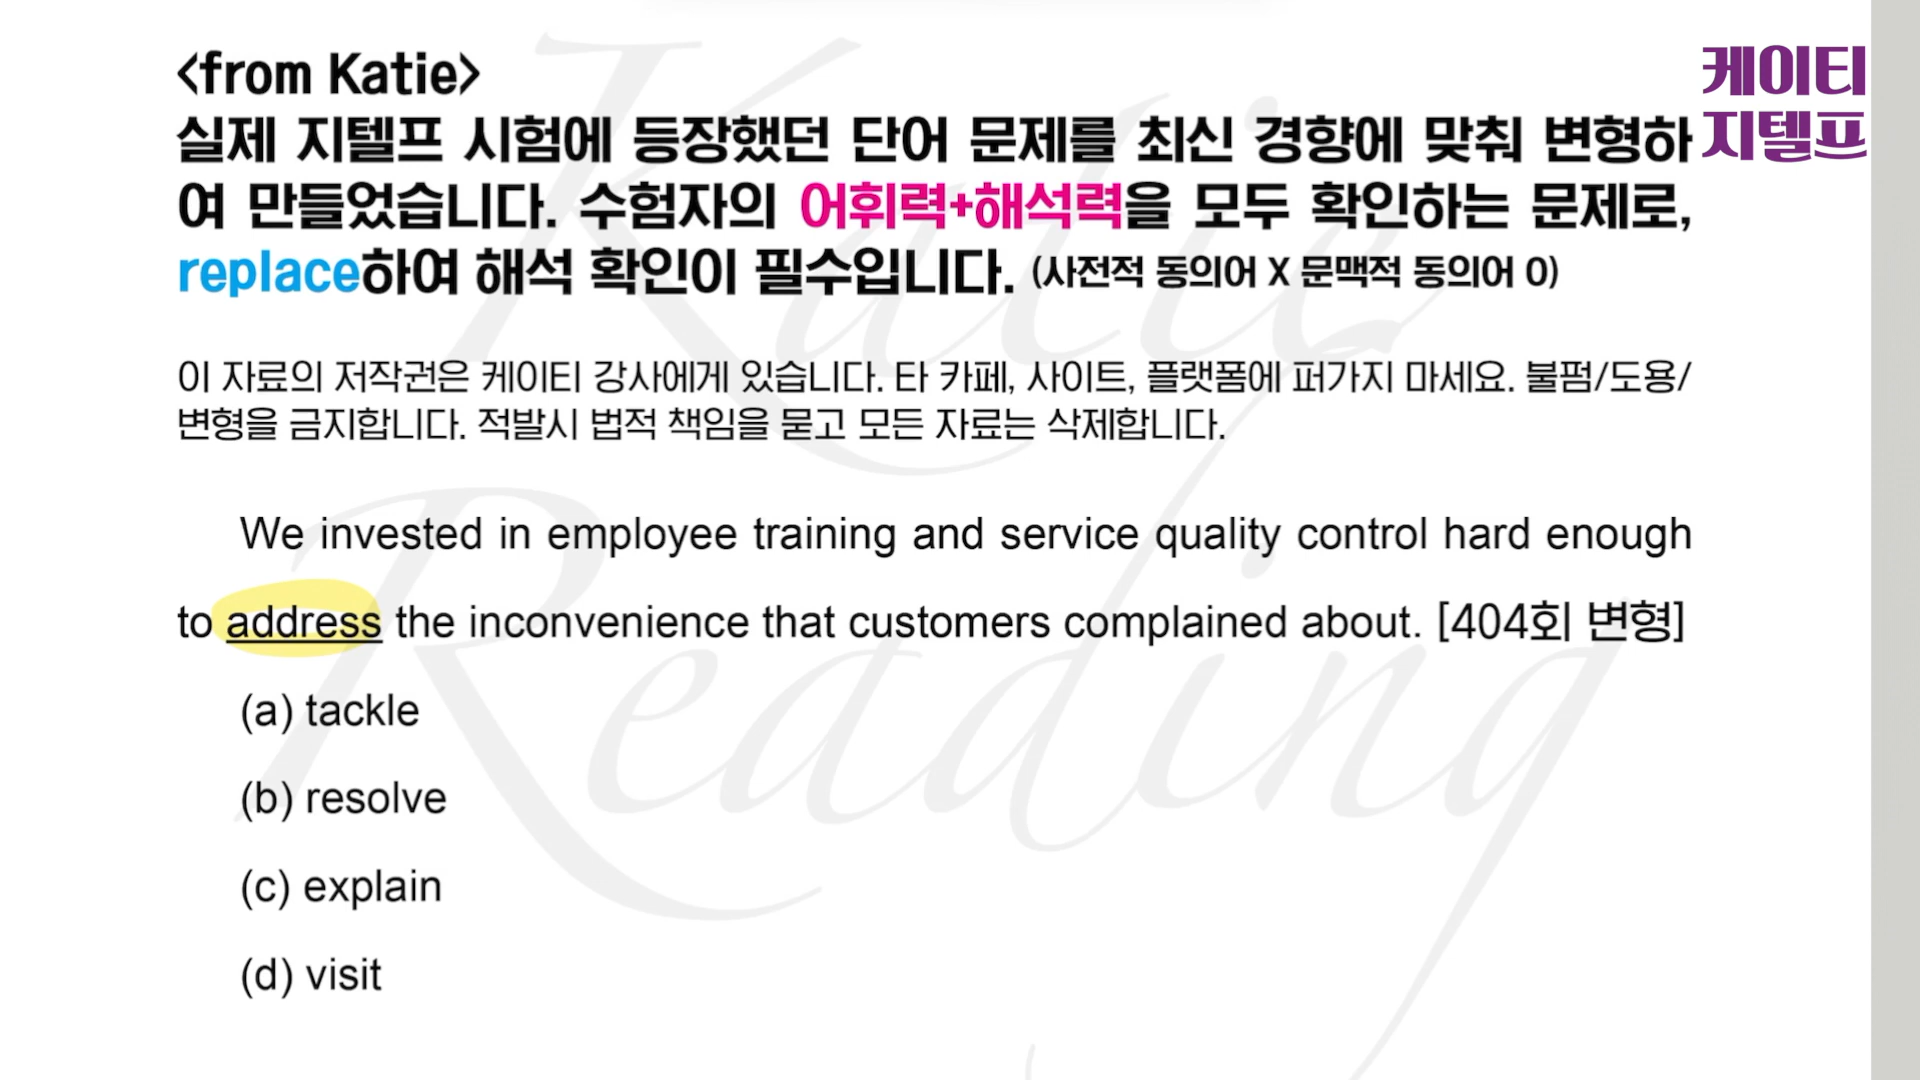 <from Katie>
케이티
지텔프
실제 지텔프 시험에 등장했던 단어 문제를 최신 경향에 맞춰 변형하
여 만들었습니다. 수험자의 어휘력+해석력을 모두 확인하는 문제로,
replace하여 해석 확인이 필수입니다. (사전적 동의어 X 문맥적 동의어 O)
이 자료의 저작권은 케이티 강사에게 있습니다. 타 카페, 사이트, 플랫폼에 퍼가지 마세요. 불펌/도용/
변형을 금지합니다. 적발시 법적 책임을 묻고 모든 자료는 삭제합니다.
We invested in employee training and service quality control hard enough
to address the inconvenience that customers complained about. [404회 변형]
(a) tackle
(b) resolve
(c) explain
(d) visit
Katie
Reading